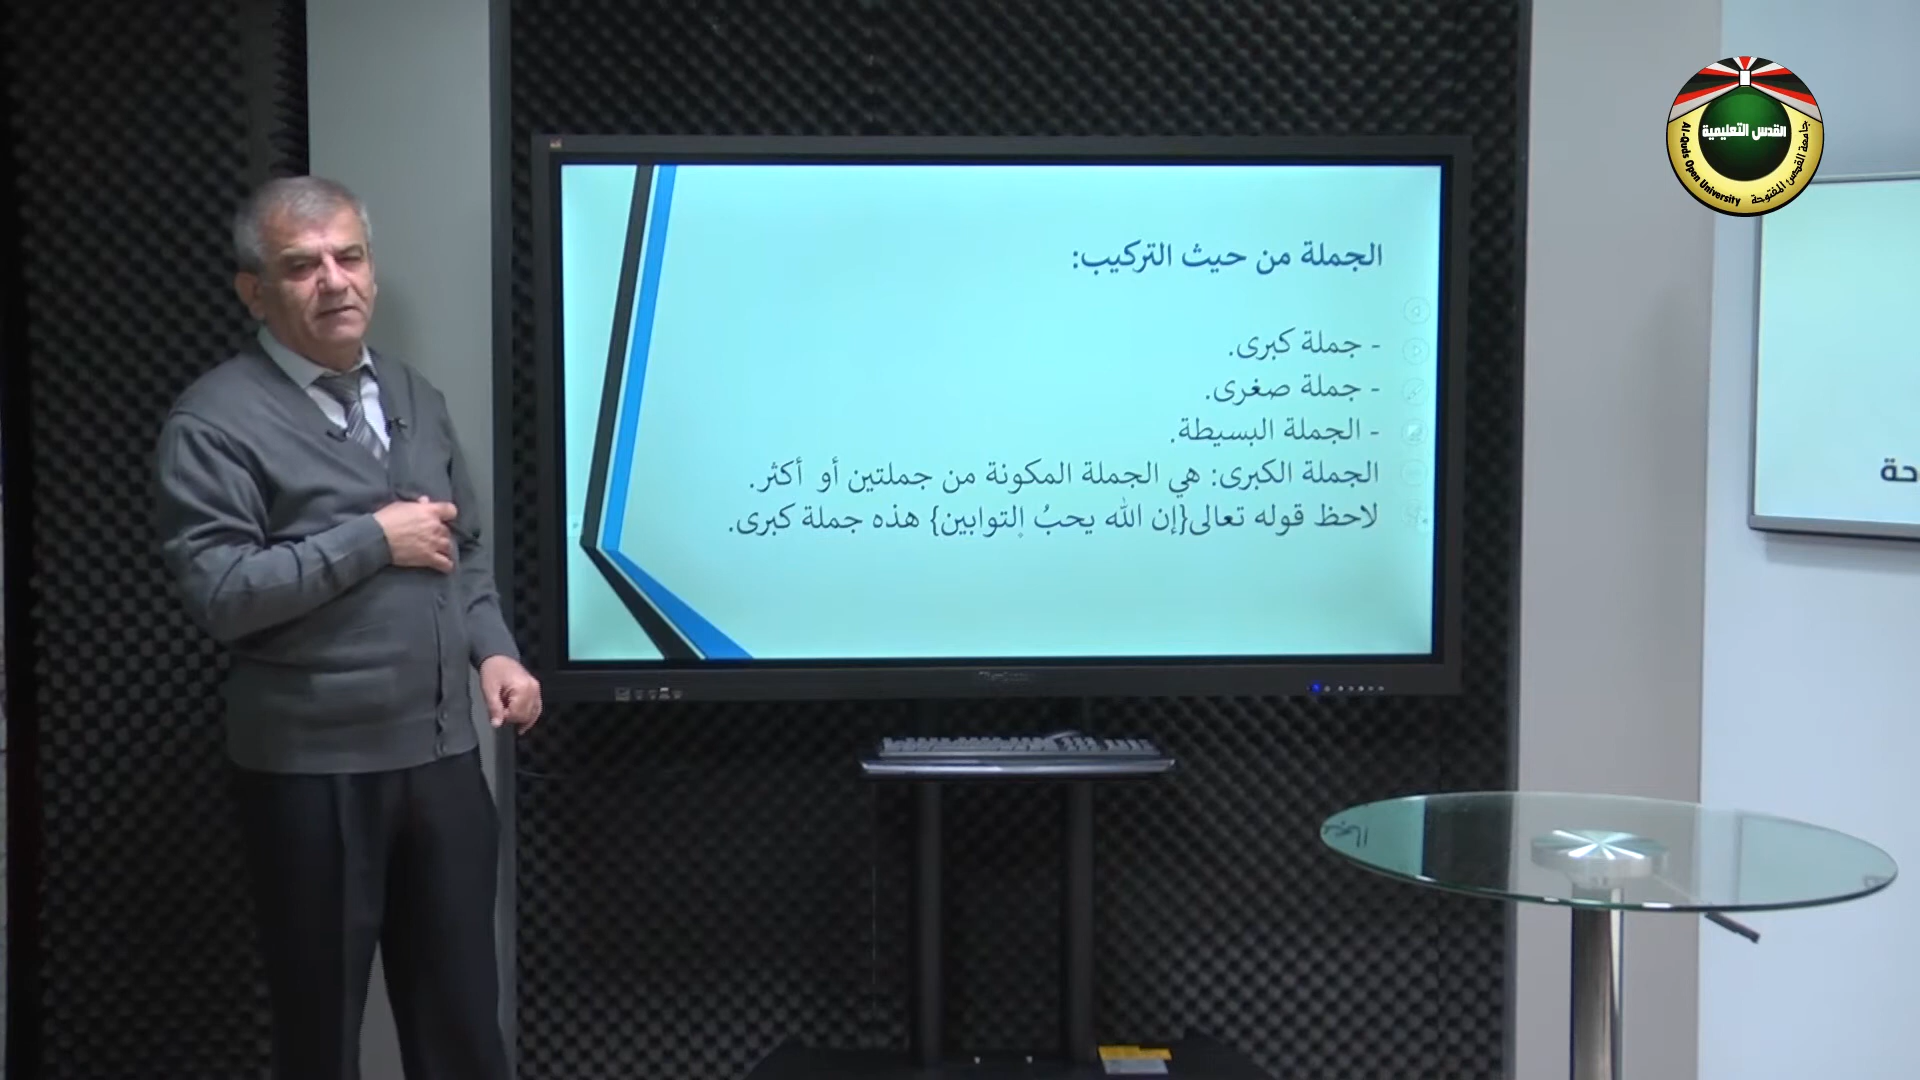 القدس التعليمية
جامعة القدس المفتوحة
Al-Quds Open University
الجملة من حيث التركيب:
- جملة كبرى.
- جملة صغرى.
- الجملة البسيطة.
الجملة الكبرى: هي الجملة المكونة من جملتين أو أكثر.
لاحظ قوله تعالى{إن الله يحبُ التوابين} هذه جملة كبرى.